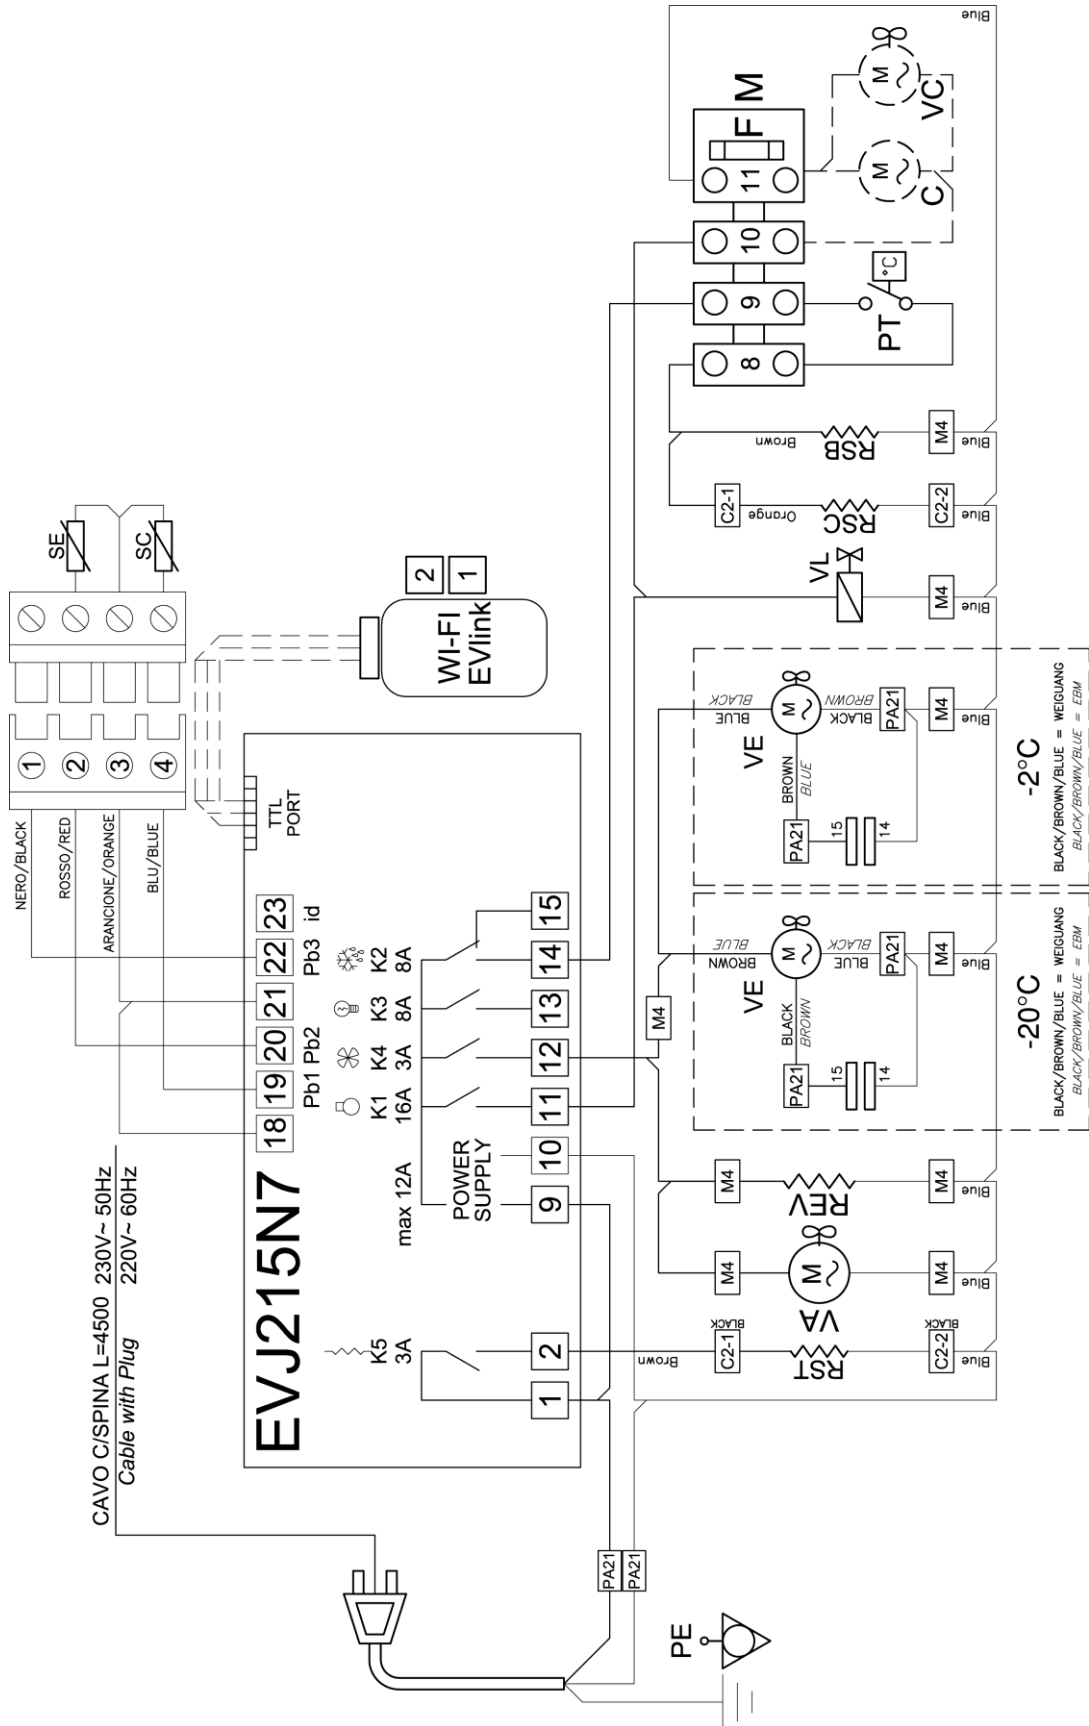 CAVO C/SPINA L=4500 230V~ 50Hz
Cable with Plug 220V~ 60Hz
NERO/BLACK
ROSSO/RED
ARANCIONE/ORANGE
BLU/BLUE
1
2
3
4
SE
SC
EVJ215N7
TTL
PORT
WI-FI
EVlink
2
1
18
19
20
21
22
23
Pb1
Pb2
Pb3
id
K5
3A
max 12A
K1
16A
K4
3A
K3
8A
K2
8A
POWER
SUPPLY
1
2
9
10
11
12
13
14
15
PA21
PA21
PE
Brown
C2-1
BLACK
RST
C2-2
BLACK
Blue
M4
VA
M
M4
Blue
M4
REV
M4
Blue
M4
BROWN
BLUE
VE
M
BLACK
BROWN
PA21
15
14
BLUE
BLACK
PA21
M4
Blue
-20°C
BLACK/BROWN/BLUE = WEIGUANG
BLACK/BROWN/BLUE = EBM
BLUE
BLACK
VE
M
BROWN
BLUE
PA21
15
14
BLACK
BROWN
PA21
M4
Blue
-2°C
BLACK/BROWN/BLUE = WEIGUANG
BLACK/BROWN/BLUE = EBM
VL
M4
Blue
C2-1
Orange
RSC
C2-2
Blue
Brown
RSB
M4
Blue
8
9
10
11
F
M
PT
°C
C
M
VC
M
Blue